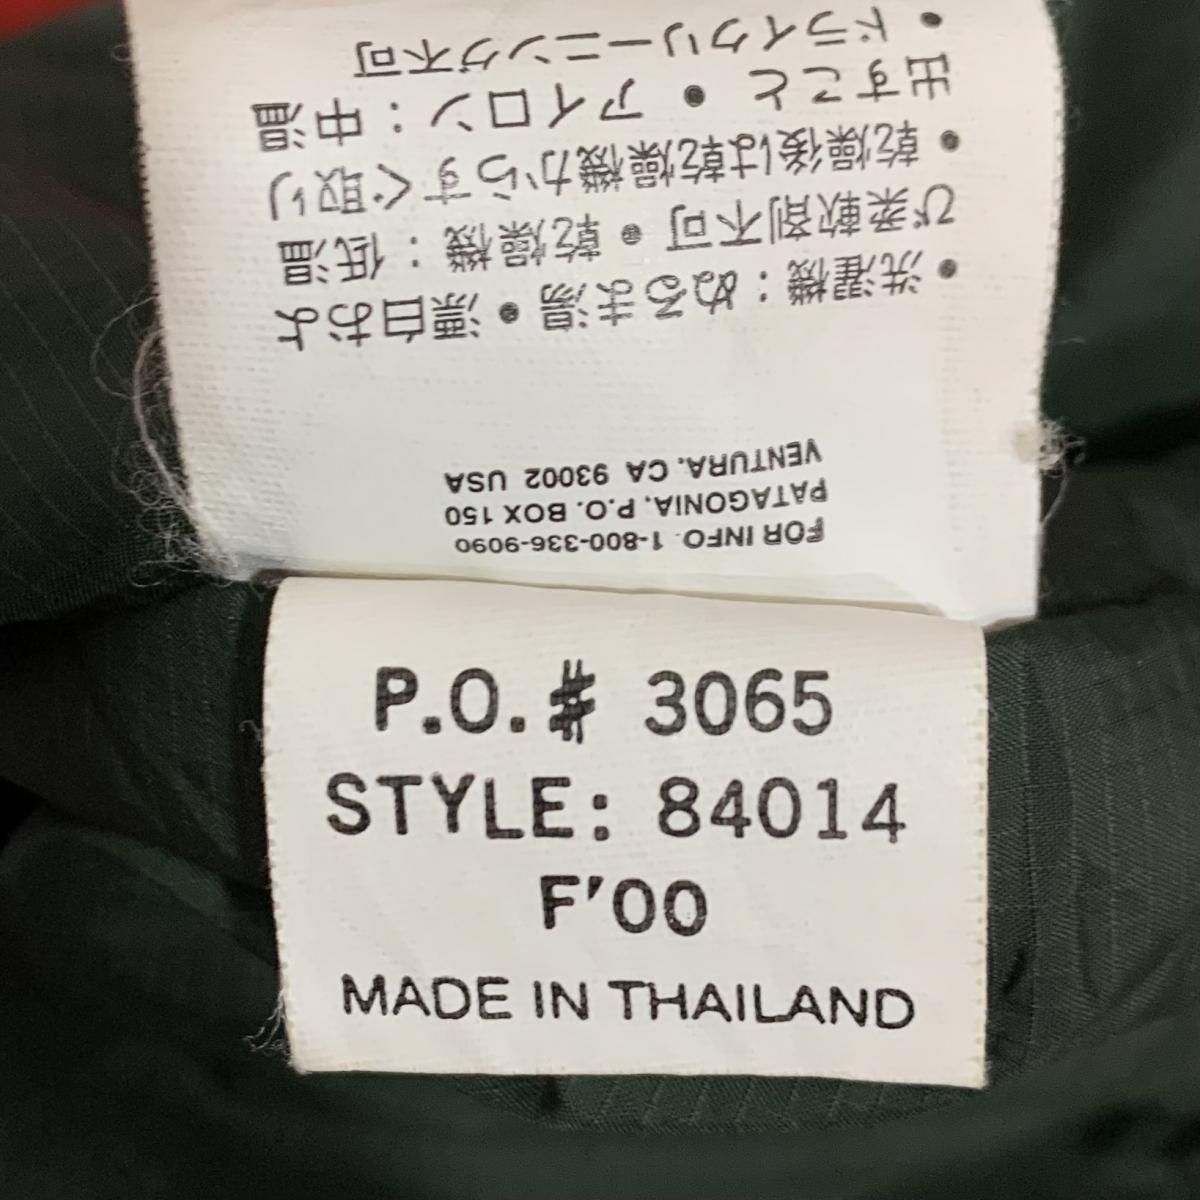 P.O.# 3065
STYLE: 84014
F'00
MADE IN THAILAND
FOR INFO. 1-800-336-9090
PATAGONIA, P.O. BOX 150
VENTURA, CA 93002 USA
• 洗濯機：ぬるま湯 • 漂白およ
び柔軟剤不可 • 乾燥機：低温
• 乾燥後は乾燥機からすぐ取り
出すこと • アイロン：中温
• ドライクリーニング不可